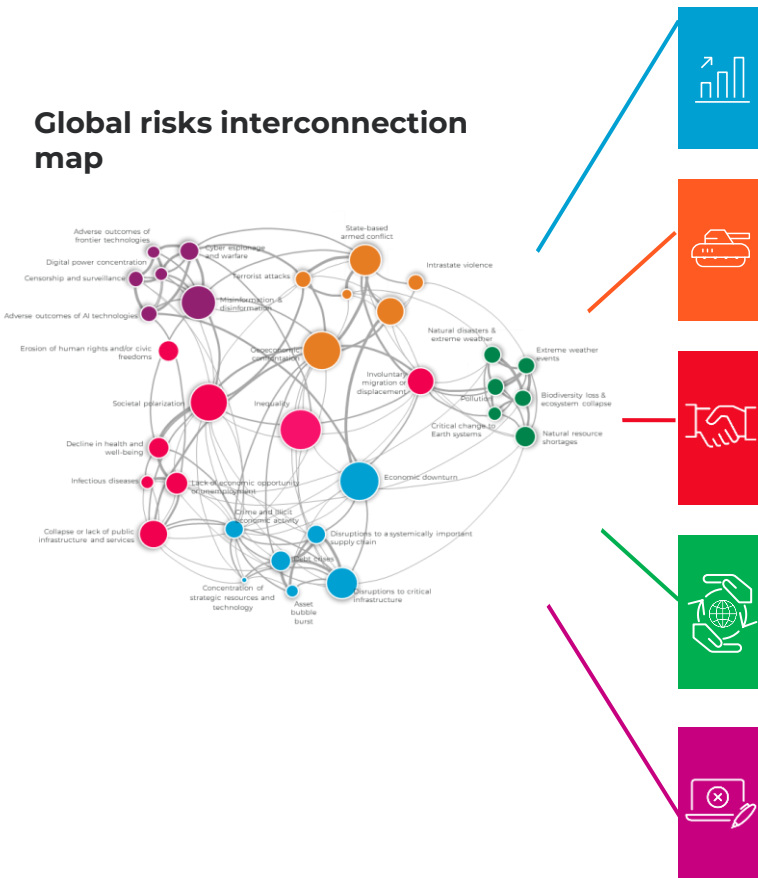 Global risks interconnection
map
State-based
armed conflict
Adverse outcomes of
frontier technologies
Cyber espionage
and warfare
Digital power concentration
Intrastate violence
Censorship and surveillance
Terrorist attacks
Misinformation &
disinformation
Adverse outcomes of AI technologies
Natural disasters &
extreme weather
Erosion of human rights and/or civic
freedoms
Geoeconomic
confrontation
Extreme weather
events
Involuntary
migration or
displacement
Pollution
Biodiversity loss &
ecosystem collapse
Societal polarization
Inequality
Critical change to
Earth systems
Natural resource
shortages
Decline in health and
well-being
Infectious diseases
Lack of economic opportunity
or unemployment
Economic downturn
Crime and illicit
economic activity
Collapse or lack of public
infrastructure and services
Disruptions to a systemically important
supply chain
Debt crises
Concentration of
strategic resources and
technology
Disruptions to critical
infrastructure
Asset
bubble
burst